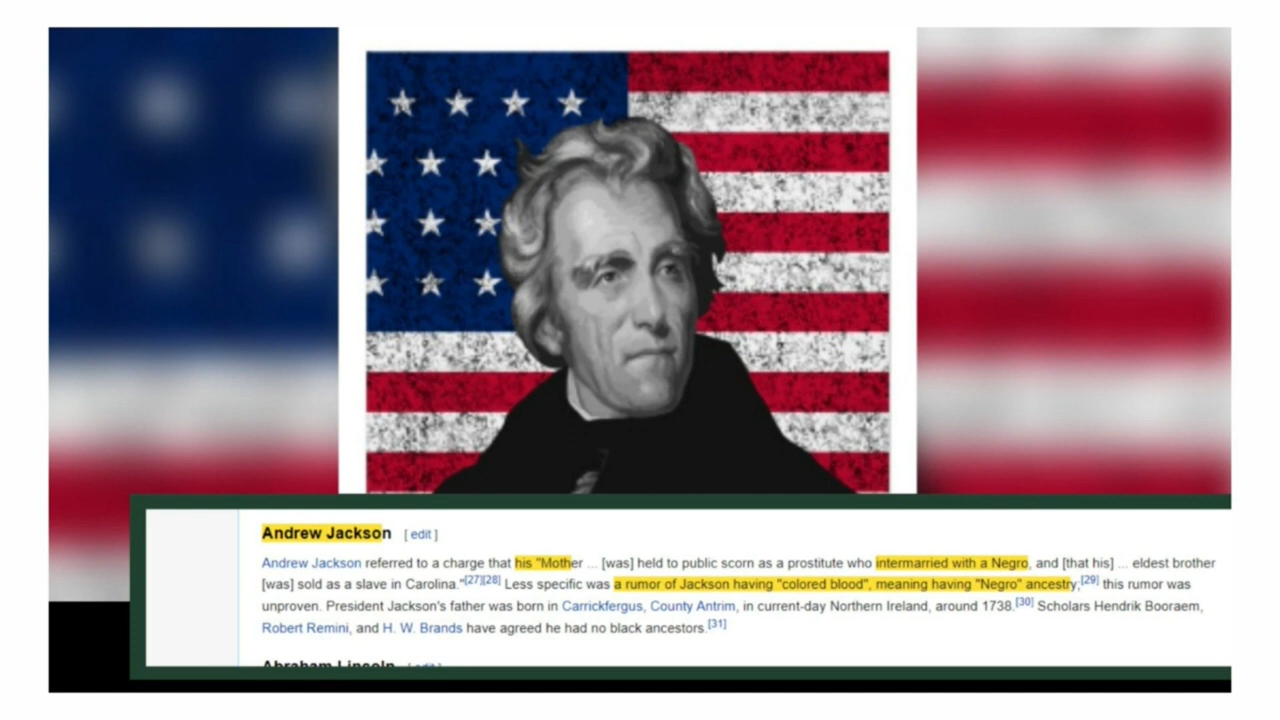 Andrew Jackson [ edit ]
Andrew Jackson referred to a charge that his "Mother ... [was] held to public scorn as a prostitute who intermarried with a Negro, and [that his] ... eldest brother
[was] sold as a slave in Carolina."[27][28] Less specific was a rumor of Jackson having "colored blood", meaning having "Negro" ancestry;[29] this rumor was
unproven. President Jackson's father was born in Carrickfergus, County Antrim, in current-day Northern Ireland, around 1738.[30] Scholars Hendrik Booraem,
Robert Remini, and H. W. Brands have agreed he had no black ancestors.[31]
Abraham Lincoln [ edit ]